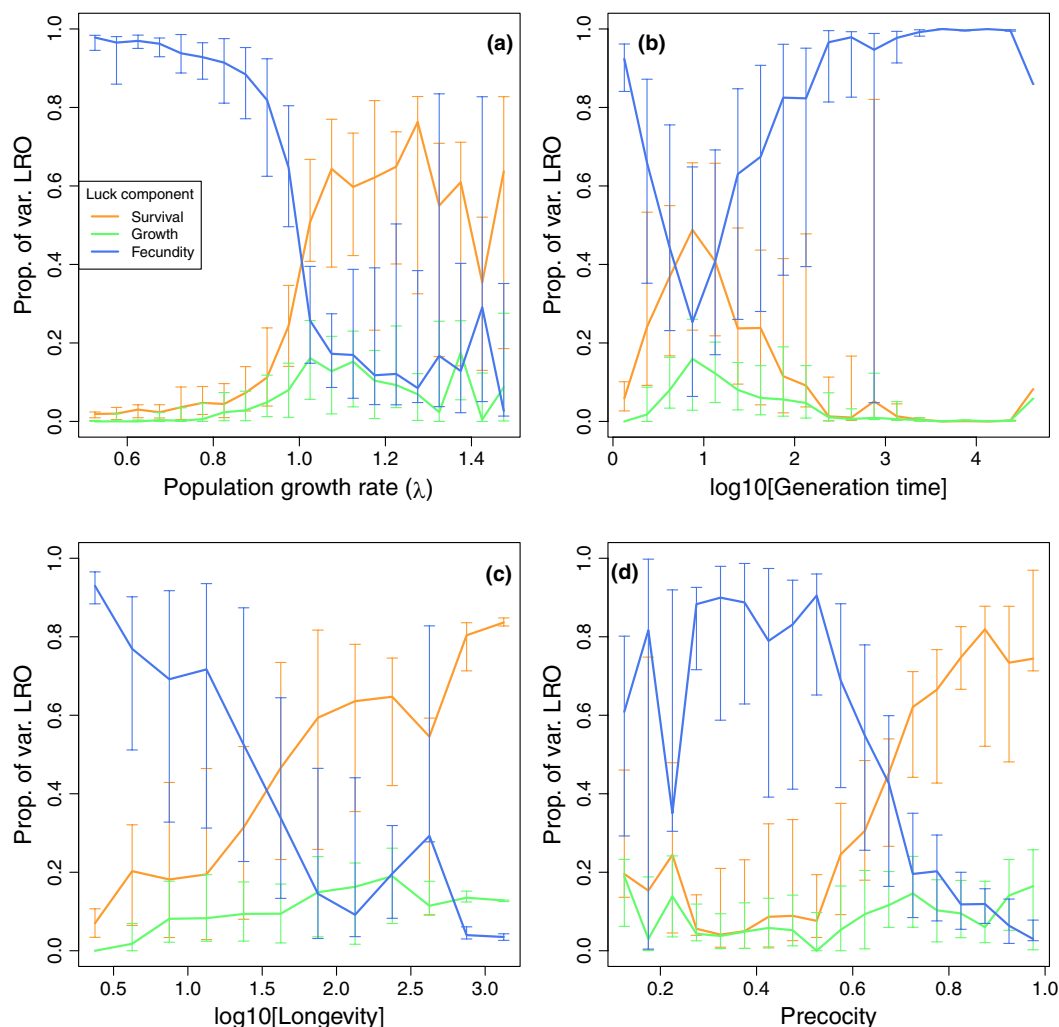 (a)
Prop. of var. LRO
1.0
0.8
0.6
0.4
0.2
0.0
Luck component
Survival
Growth
Fecundity
0.6 0.8 1.0 1.2 1.4
Population growth rate (λ)
(b)
Prop. of var. LRO
1.0
0.8
0.6
0.4
0.2
0.0
0 1 2 3 4
log10[Generation time]
(c)
Prop. of var. LRO
1.0
0.8
0.6
0.4
0.2
0.0
0.5 1.0 1.5 2.0 2.5 3.0
log10[Longevity]
(d)
Prop. of var. LRO
1.0
0.8
0.6
0.4
0.2
0.0
0.2 0.4 0.6 0.8 1.0
Precocity